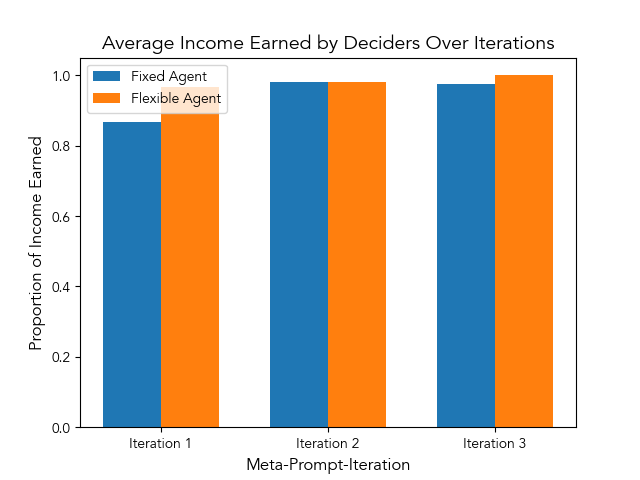 Average Income Earned by Deciders Over Iterations
Fixed Agent
Flexible Agent
Proportion of Income Earned
1.0
0.8
0.6
0.4
0.2
0.0
Iteration 1
Iteration 2
Iteration 3
Meta-Prompt-Iteration